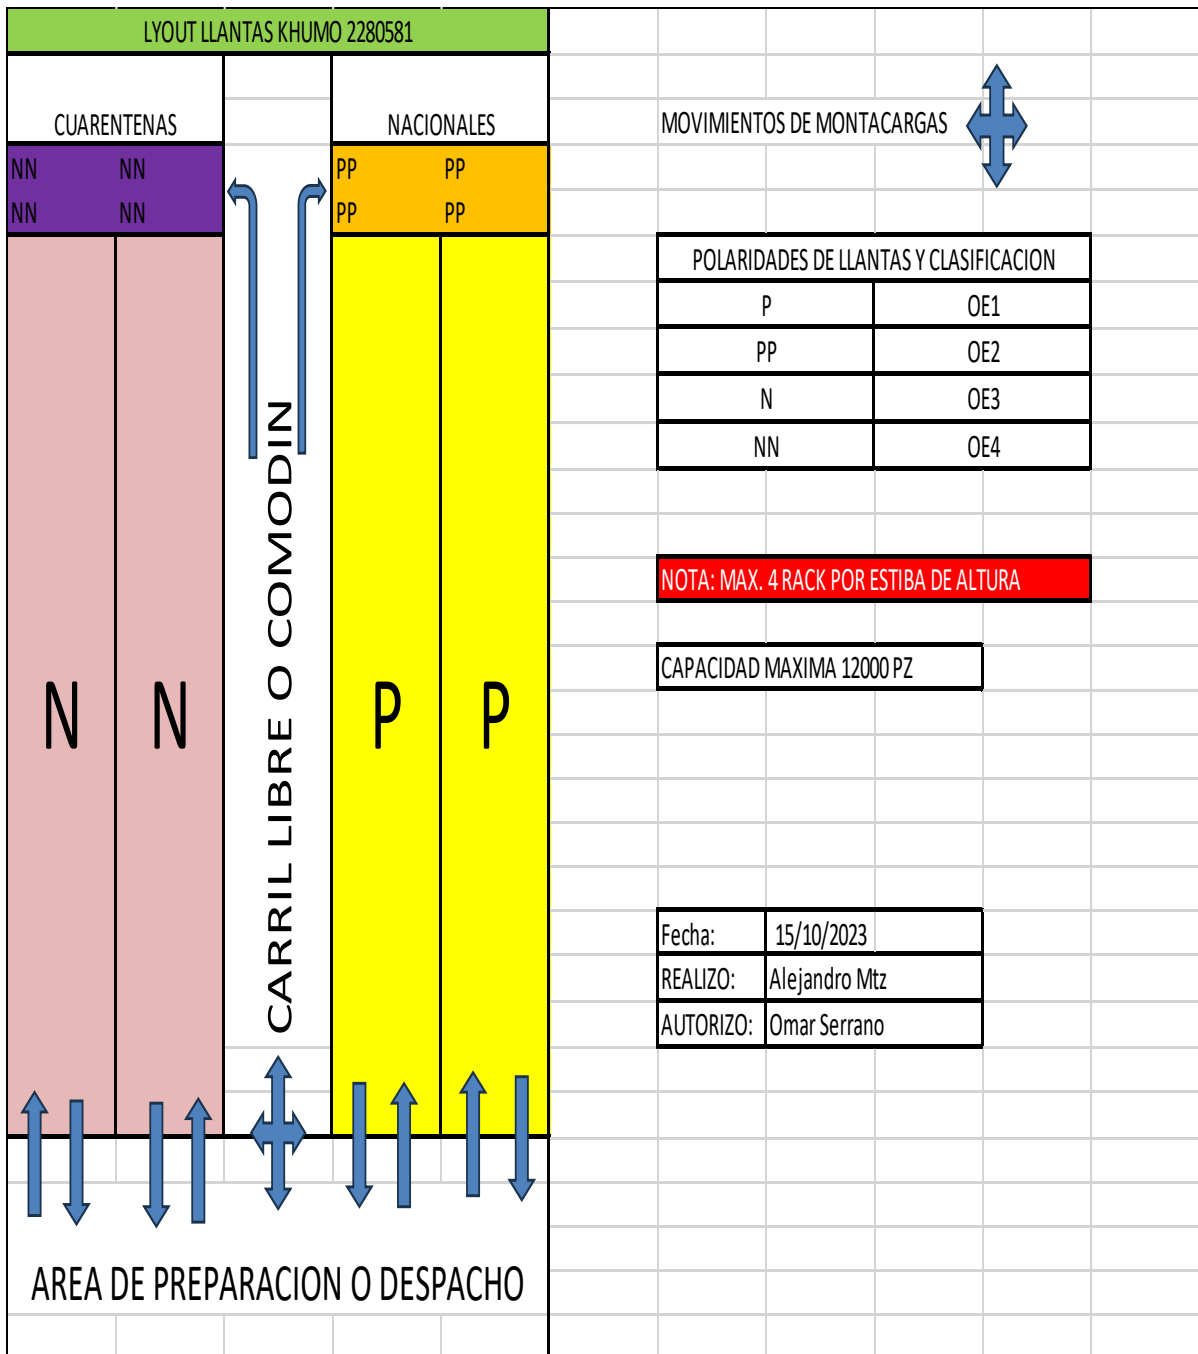 LYOUT LLANTAS KHUMO 2280581
CUARENTENAS
NACIONALES
NN NN
NN NN
PP PP
PP PP
N N
CARRIL LIBRE O COMODIN
P P
AREA DE PREPARACION O DESPACHO
MOVIMIENTOS DE MONTACARGAS
POLARIDADES DE LLANTAS Y CLASIFICACION
P OE1
PP OE2
N OE3
NN OE4
NOTA: MAX. 4 RACK POR ESTIBA DE ALTURA
CAPACIDAD MAXIMA 12000 PZ
Fecha: 15/10/2023
REALIZO: Alejandro Mtz
AUTORIZO: Omar Serrano